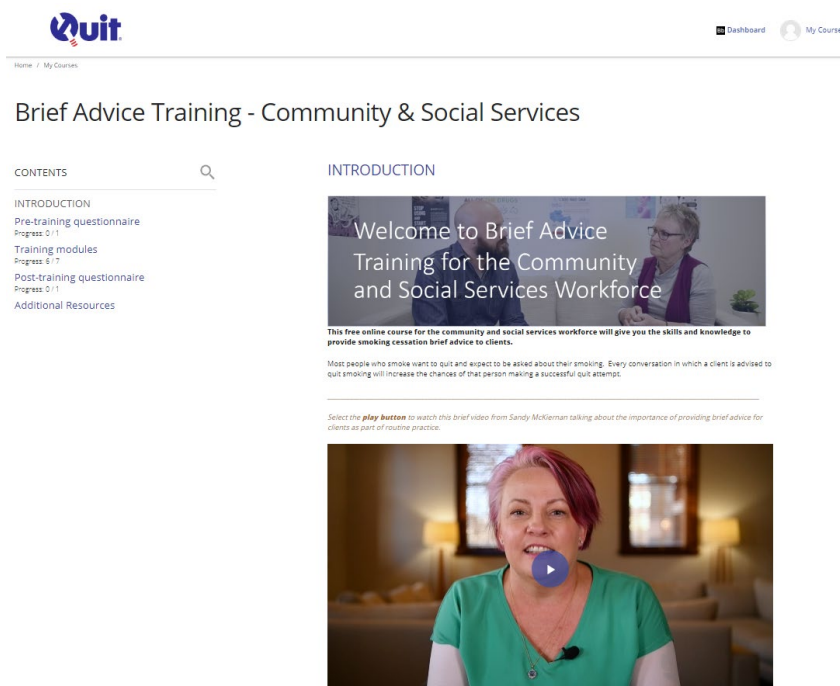 Quit
Dashboard
My Course
Home / My Courses
Brief Advice Training - Community & Social Services
CONTENTS
INTRODUCTION
Pre-training questionnaire
Progress: 0 / 1
Training modules
Progress: 6 / 7
Post-training questionnaire
Progress: 0 / 1
Additional Resources
INTRODUCTION
Welcome to Brief Advice
Training for the Community
and Social Services Workforce
This free online course for the community and social services workforce will give you the skills and knowledge to
provide smoking cessation brief advice to clients.
Most people who smoke want to quit and expect to be asked about their smoking. Every conversation in which a client is advised to
quit smoking will increase the chances of that person making a successful quit attempt.
Select the play button to watch this brief video from Sandy McKiernan talking about the importance of providing brief advice for
clients as part of routine practice.